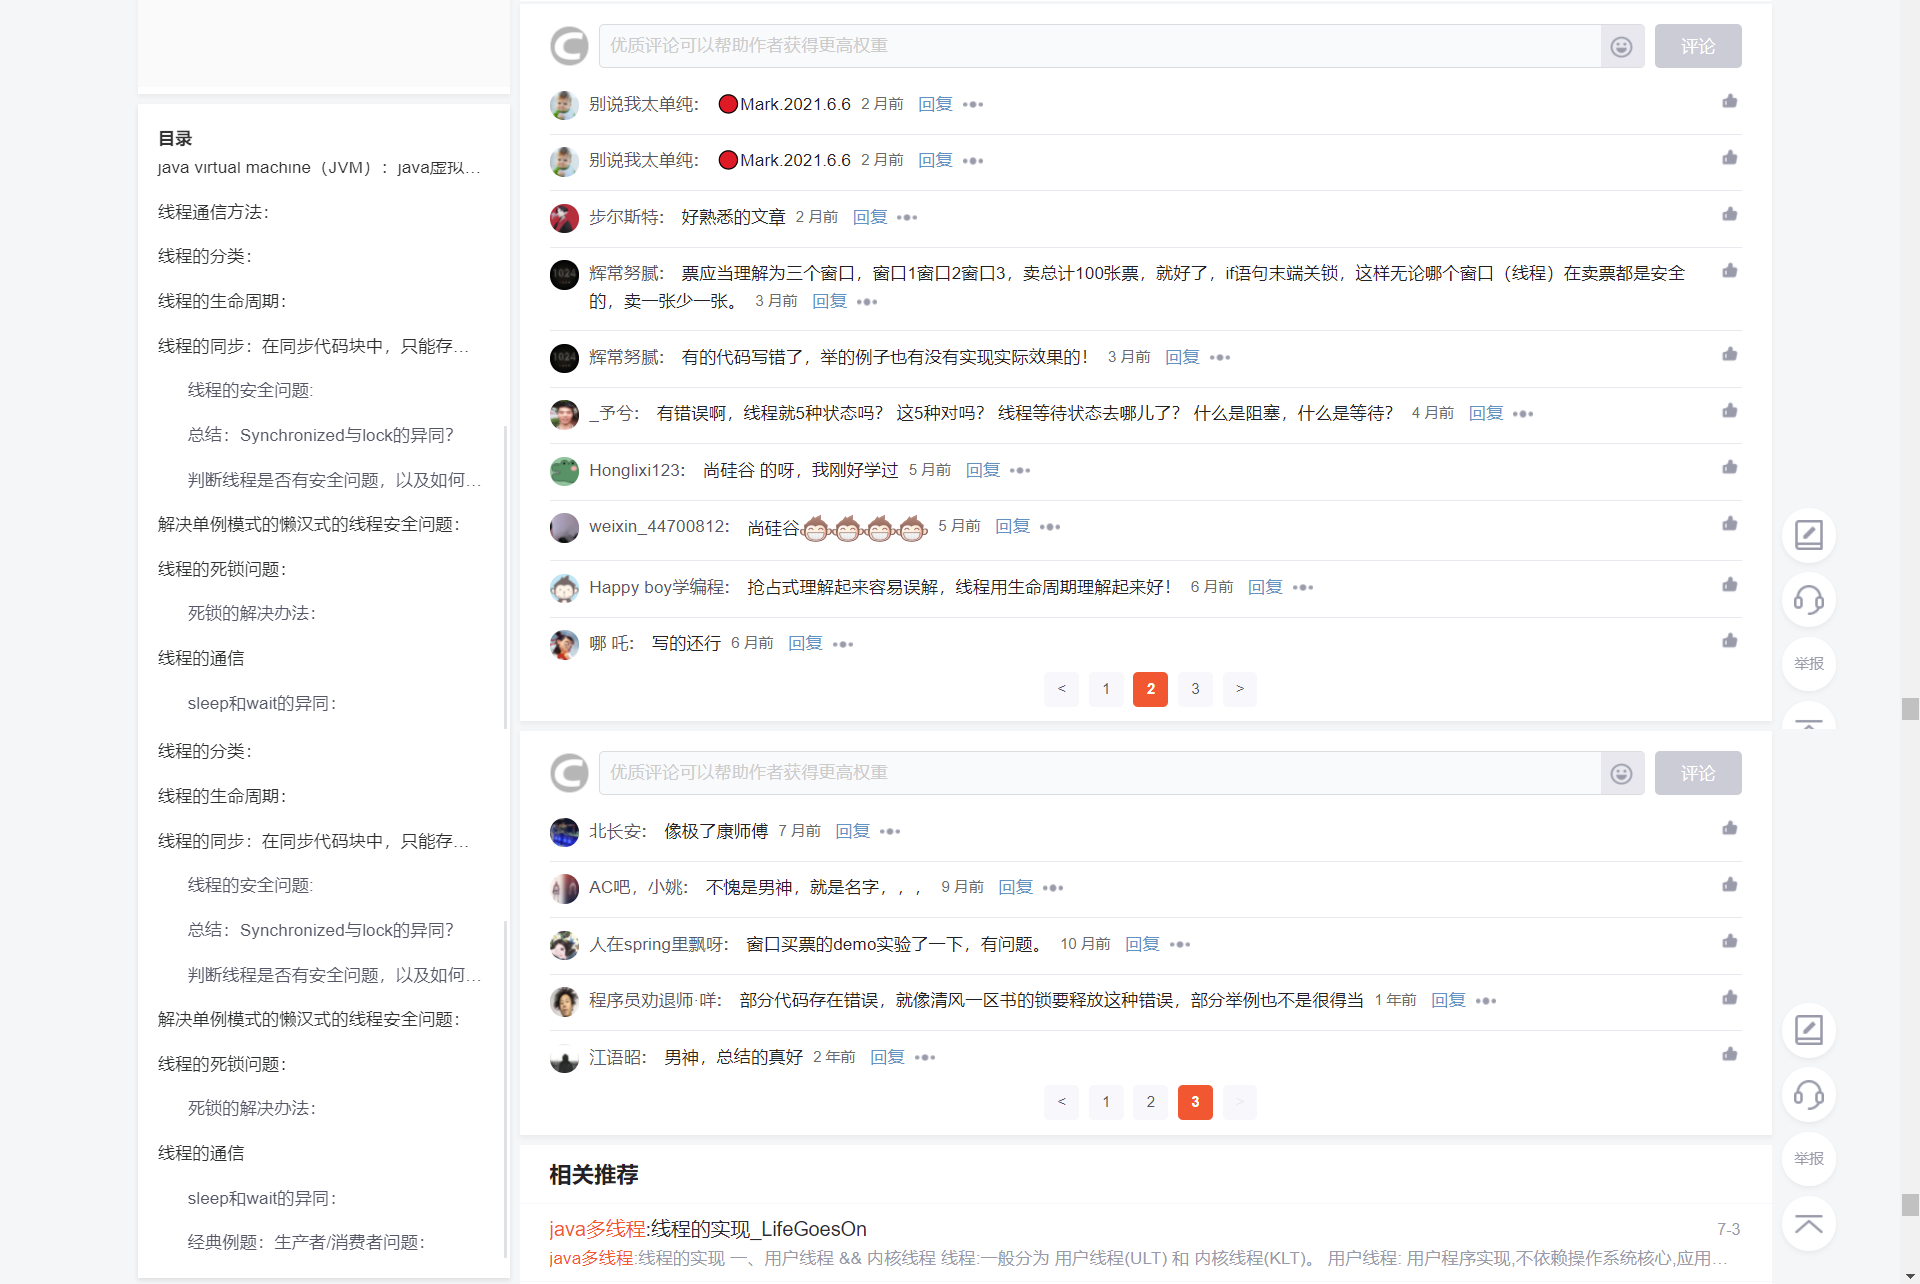 目录
java virtual machine（JVM）：java虚拟...
线程通信方法：
线程的分类：
线程的生命周期：
线程的同步：在同步代码块中，只能存...
线程的安全问题:
总结：Synchronized与lock的异同？
判断线程是否有安全问题，以及如何...
解决单例模式的懒汉式的线程安全问题：
线程的死锁问题：
死锁的解决办法：
线程的通信
sleep和wait的异同：
线程的分类：
线程的生命周期：
线程的同步：在同步代码块中，只能存...
线程的安全问题:
总结：Synchronized与lock的异同？
判断线程是否有安全问题，以及如何...
解决单例模式的懒汉式的线程安全问题：
线程的死锁问题：
死锁的解决办法：
线程的通信
sleep和wait的异同：
经典例题：生产者/消费者问题：
优质评论可以帮助作者获得更高权重 评论
别说我太单纯： Mark.2021.6.6 2 月前 回复
别说我太单纯： Mark.2021.6.6 2 月前 回复
步尔斯特： 好熟悉的文章 2 月前 回复
辉常努腻： 票应当理解为三个窗口，窗口1窗口2窗口3，卖总计100张票，就好了，if语句末端关锁，这样无论哪个窗口（线程）在卖票都是安全
的，卖一张少一张。 3 月前 回复
辉常努腻： 有的代码写错了，举的例子也有没有实现实际效果的！ 3 月前 回复
_予兮： 有错误啊，线程就5种状态吗？ 这5种对吗？ 线程等待状态去哪儿了？ 什么是阻塞，什么是等待？ 4 月前 回复
Honglixi123： 尚硅谷 的呀，我刚好学过 5 月前 回复
weixin_44700812： 尚硅谷 5 月前 回复
Happy boy学编程： 抢占式理解起来容易误解，线程用生命周期理解起来好！ 6 月前 回复
哪 吒： 写的还行 6 月前 回复
< 1 2 3 >
优质评论可以帮助作者获得更高权重 评论
北长安： 像极了康师傅 7 月前 回复
AC吧，小姚： 不愧是男神，就是名字，，， 9 月前 回复
人在spring里飘呀： 窗口买票的demo实验了一下，有问题。 10 月前 回复
程序员劝退师·咩： 部分代码存在错误，就像清风一区书的锁要释放这种错误，部分举例也不是很得当 1 年前 回复
江语昭： 男神，总结的真好 2 年前 回复
< 1 2 3 >
相关推荐
java多线程:线程的实现_LifeGoesOn 7-3
java多线程:线程的实现 一、用户线程 && 内核线程 线程:一般分为 用户线程(ULT) 和 内核线程(KLT)。 用户线程: 用户程序实现,不依赖操作系统核心,应用...
举报
举报